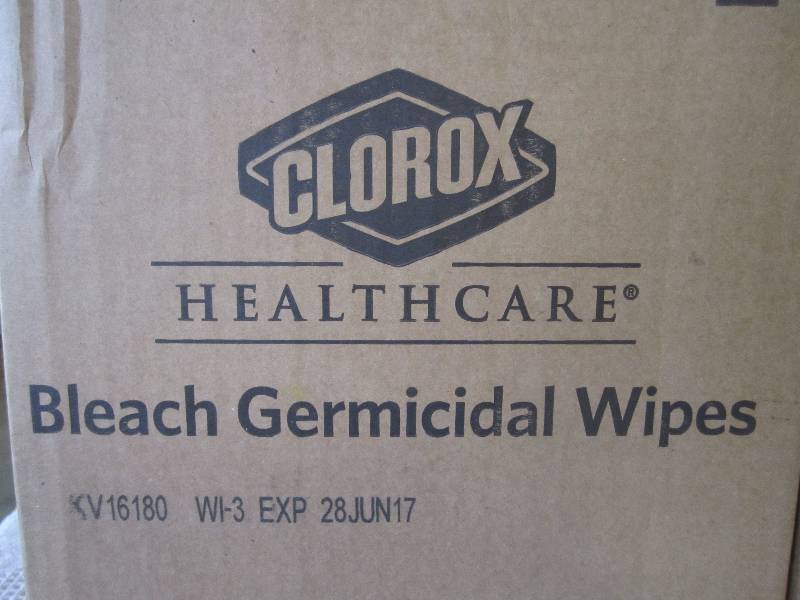 CLOROX
HEALTHCARE®
Bleach Germicidal Wipes
KV16180 WI-3 EXP 28JUN17